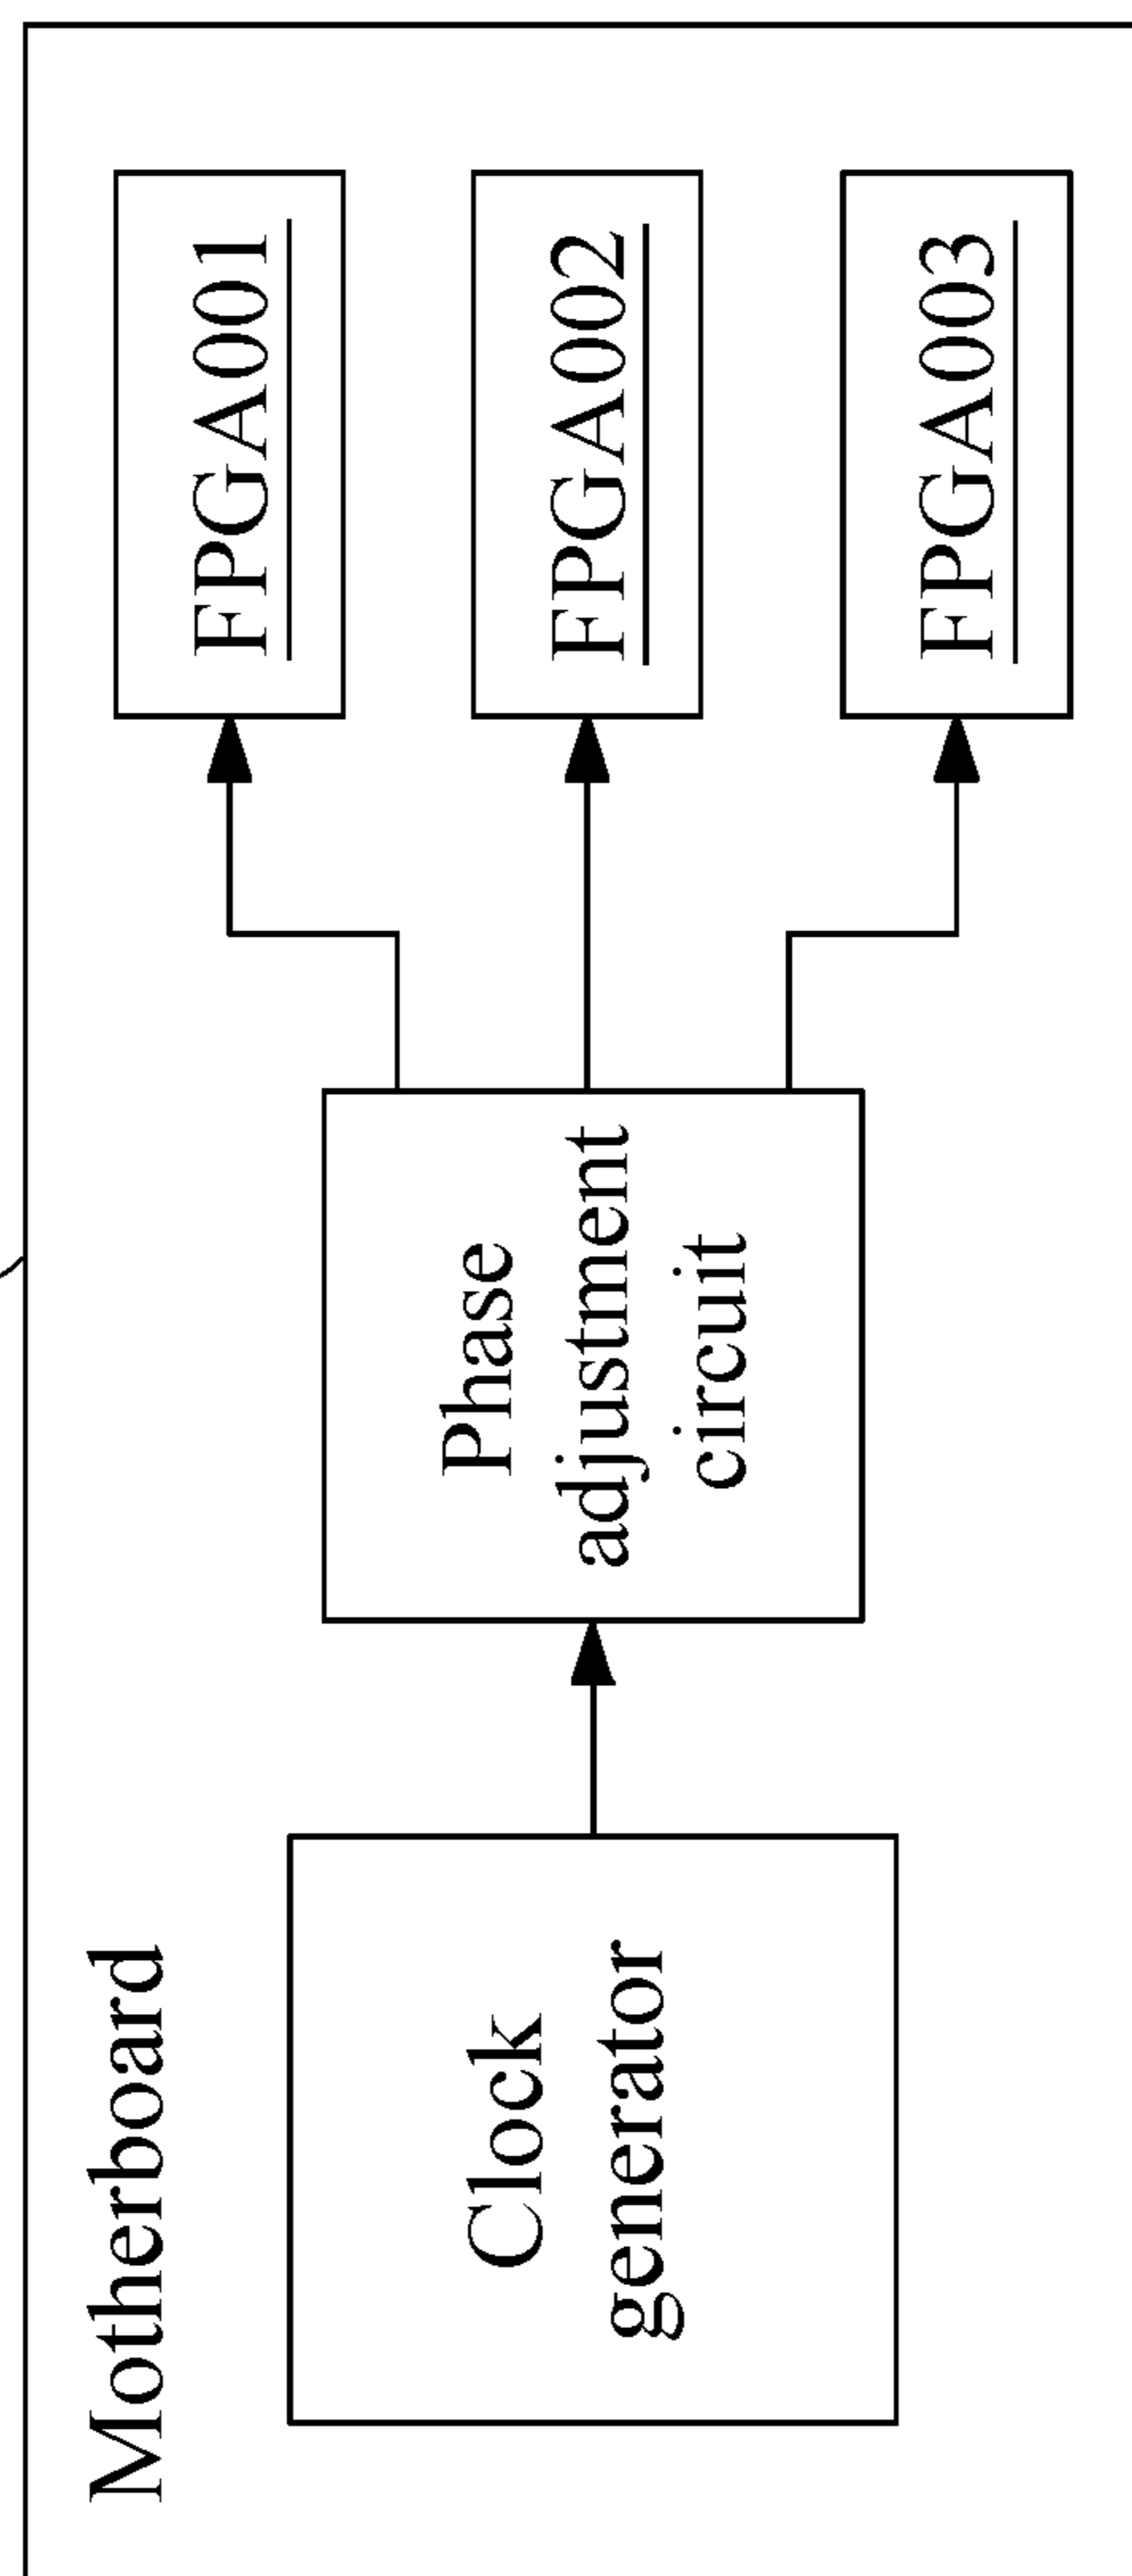 Motherboard
Clock
generator
Phase
adjustment
circuit
FPGA001
FPGA002
FPGA003